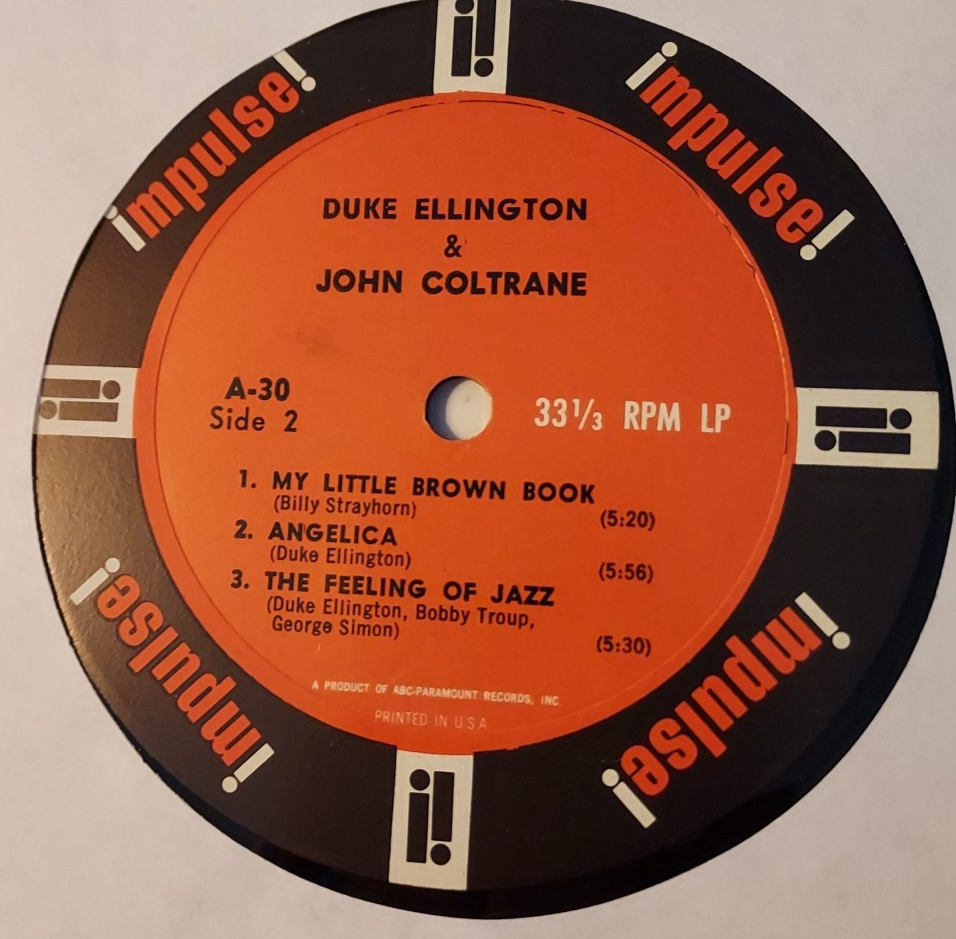 impulse!
impulse!
DUKE ELLINGTON
&
JOHN COLTRANE
A-30
Side 2
33⅓ RPM LP
1. MY LITTLE BROWN BOOK
(Billy Strayhorn)
(5:20)
2. ANGELICA
(Duke Ellington)
(5:56)
3. THE FEELING OF JAZZ
(Duke Ellington, Bobby Troup,
George Simon)
(5:30)
A PRODUCT OF ABC-PARAMOUNT RECORDS, INC.
PRINTED IN U.S.A.
impulse!
impulse!